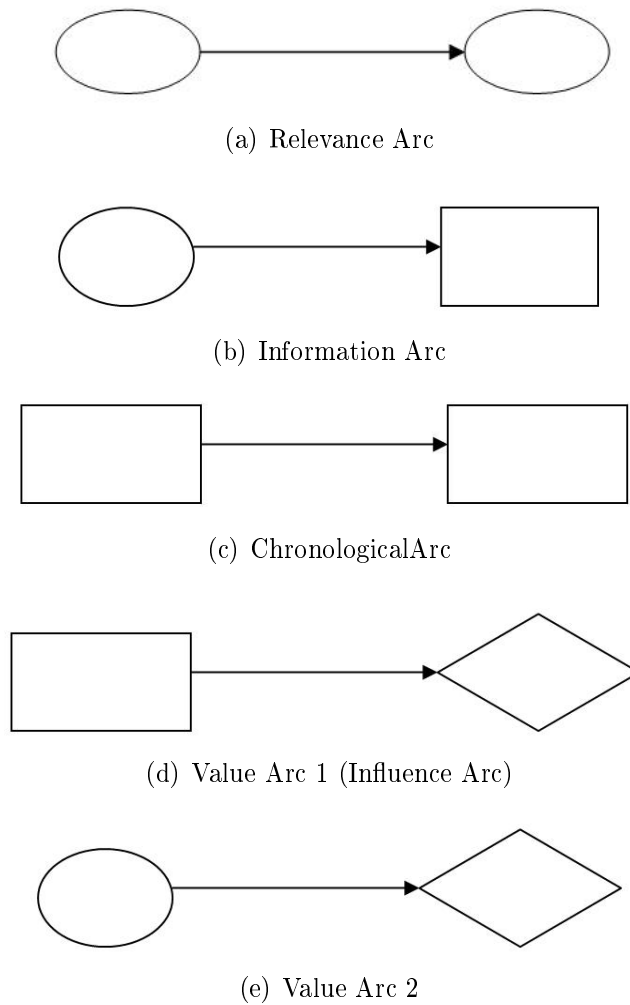 (a) Relevance Arc
(b) Information Arc
(c) ChronologicalArc
(d) Value Arc 1 (Influence Arc)
(e) Value Arc 2